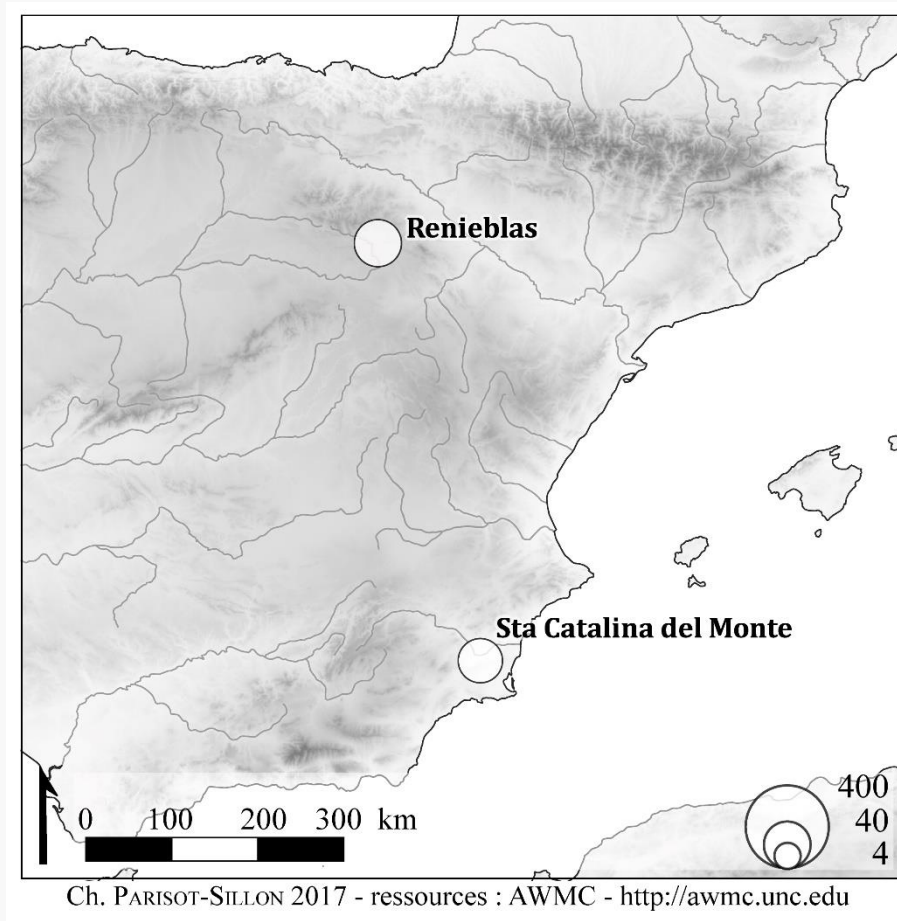 Renieblas
Sta Catalina del Monte
0 100 200 300 km
400
40
4
Ch. PARISOT-SILLON 2017 - ressources : AWMC - http://awmc.unc.edu